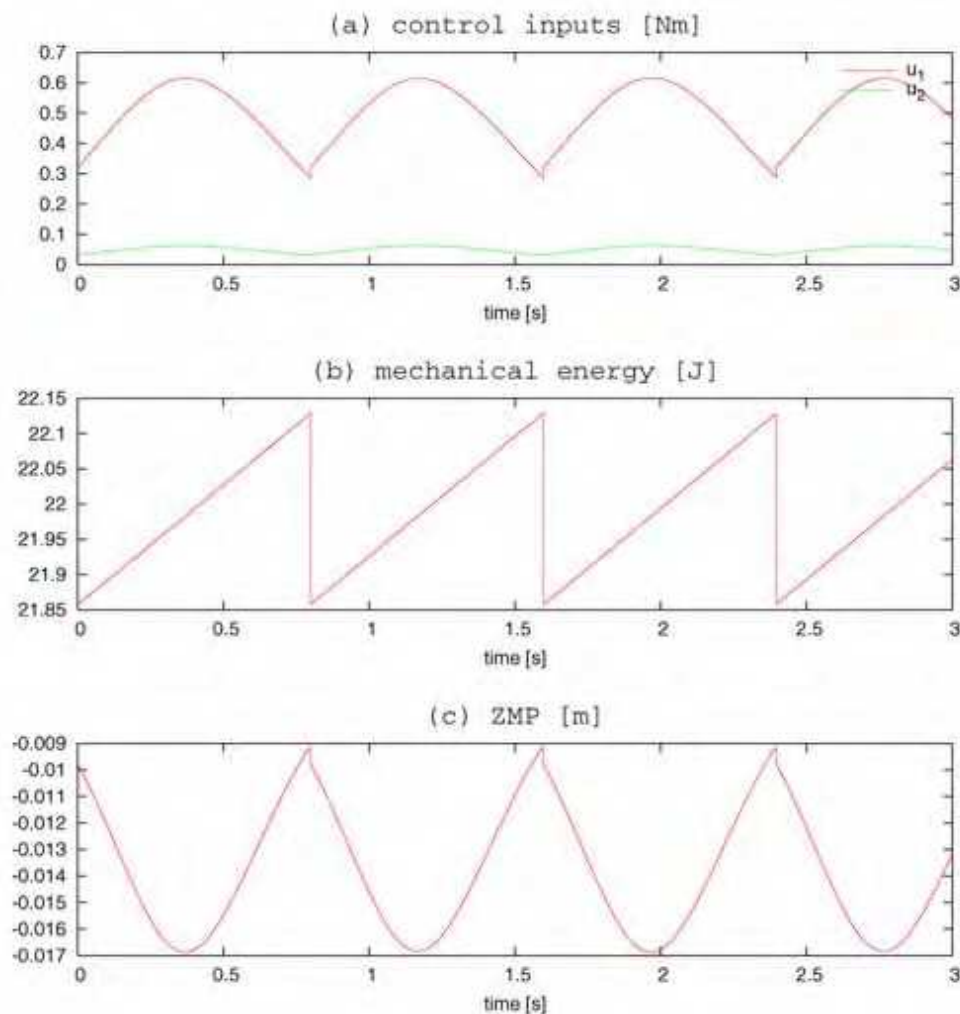 (a) control inputs [Nm]
0.7
0.6
0.5
0.4
0.3
0.2
0.1
0
u1
u2
0 0.5 1 1.5 2 2.5 3
time [s]
(b) mechanical energy [J]
22.15
22.1
22.05
22
21.95
21.9
21.85
0 0.5 1 1.5 2 2.5 3
time [s]
(c) ZMP [m]
-0.009
-0.01
-0.011
-0.012
-0.013
-0.014
-0.015
-0.016
-0.017
0 0.5 1 1.5 2 2.5 3
time [s]